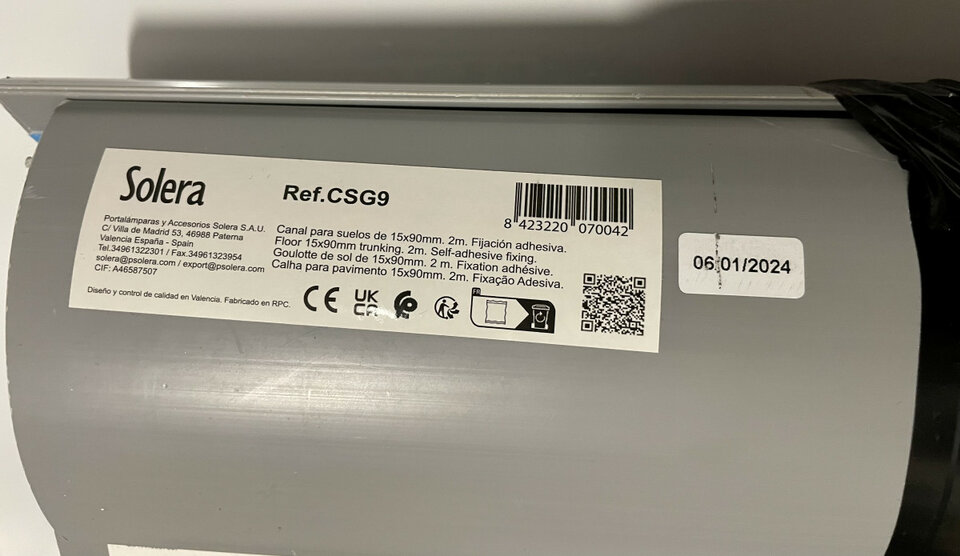 Solera
Portalámparas y Accesorios Solera S.A.U.
C/ Villa de Madrid 53, 46988 Paterna
Valencia España - Spain
Tel.34961322301 / Fax.34961323954
solera@psolera.com / export@psolera.com
CIF: A46587507
Diseño y control de calidad en Valencia. Fabricado en RPC.
Ref.CSG9
8 423220 070042
Canal para suelos de 15x90mm. 2m. Fijación adhesiva.
Floor 15x90mm trunking. 2m. Self-adhesive fixing.
Goulotte de sol de 15x90mm. 2 m. Fixation adhésive.
Calha para pavimento 15x90mm. 2 m. Fixação Adesiva.
CE
UK
CA
FR
06/01/2024